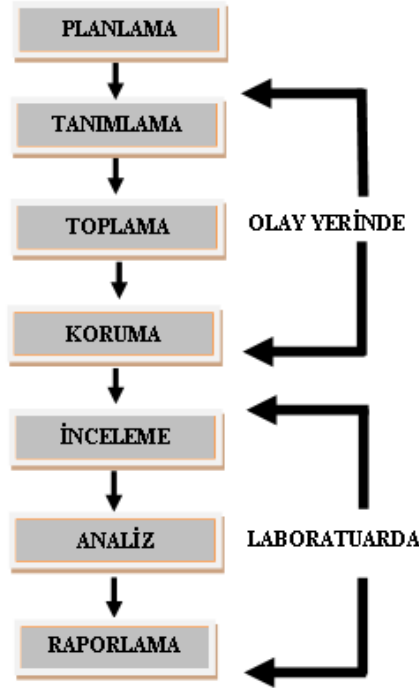 PLANLAMA
TANIMLAMA
TOPLAMA
OLAY YERİNDE
KORUMA
İNCELEME
ANALİZ
LABORATUARDA
RAPORLAMA